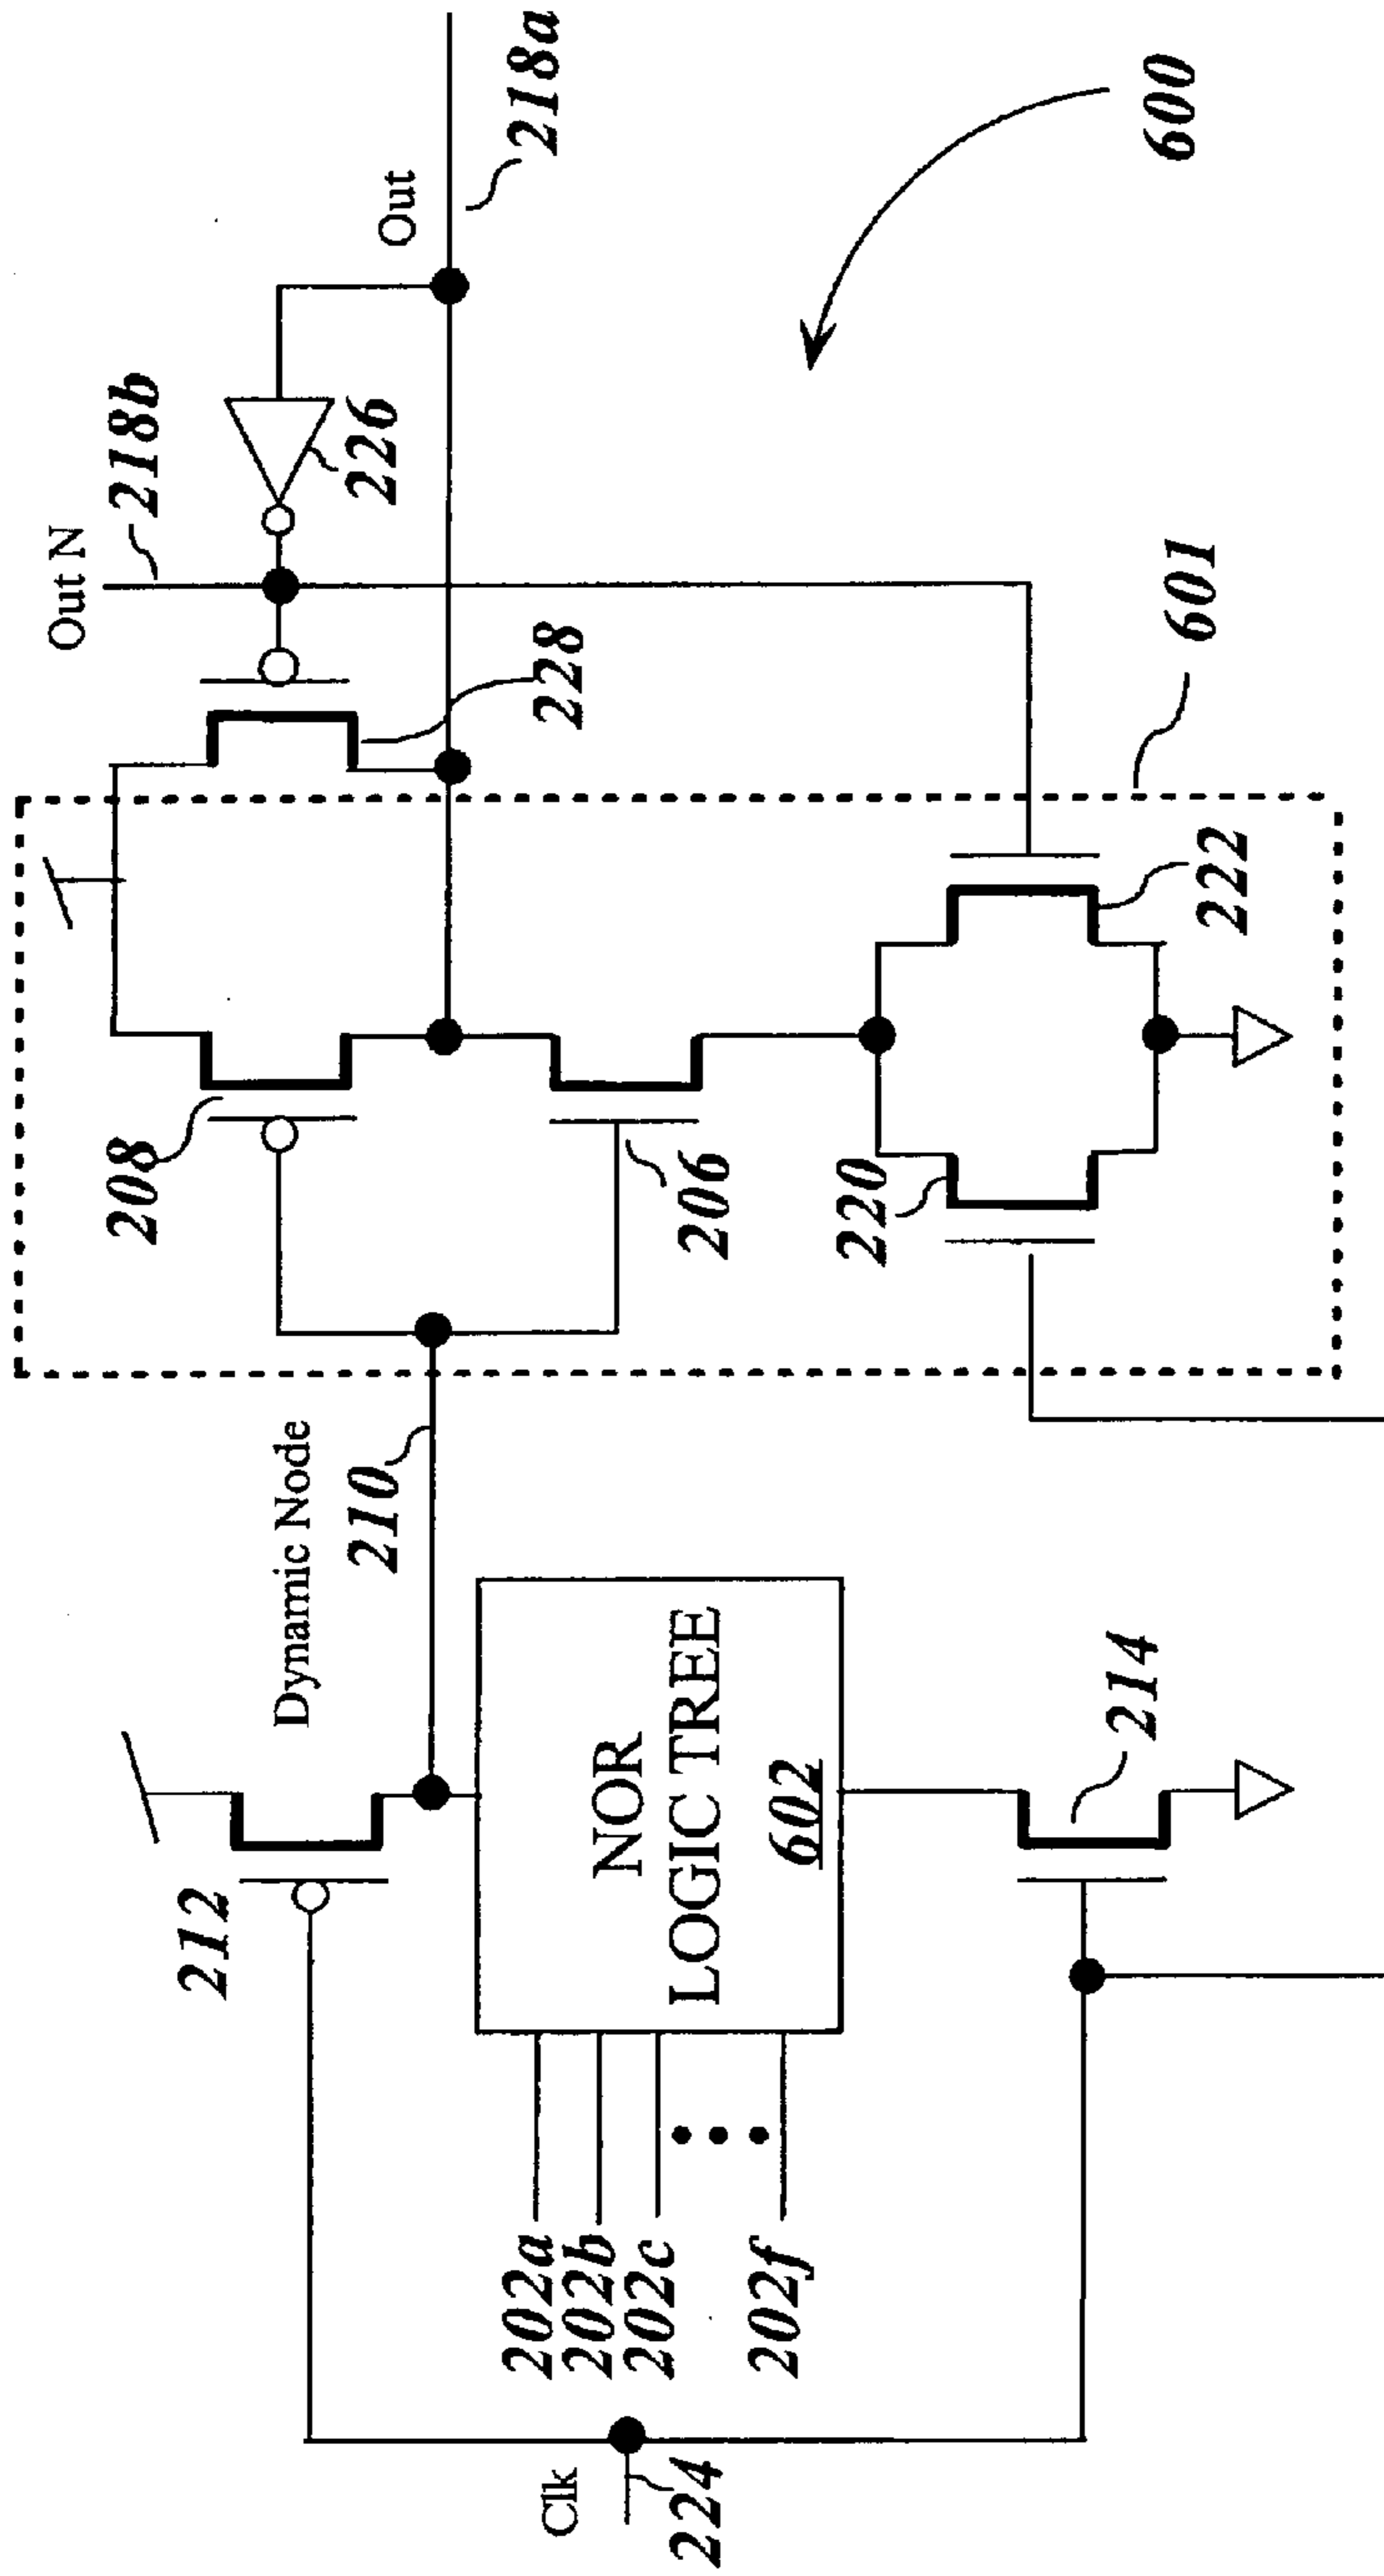 Out N
218b
Out
218a
226
228
208
206
220
222
601
600
Dynamic Node
210
212
NOR
LOGIC TREE
602
214
202a
202b
202c
202f
Clk
224